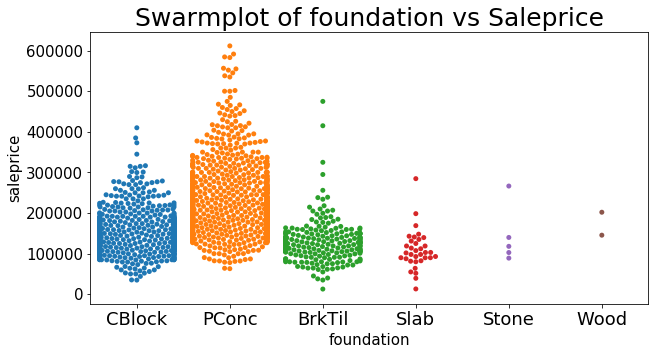 Swarmplot of foundation vs Saleprice
saleprice
600000
500000
400000
300000
200000
100000
0
CBlock PConc BrkTil Slab Stone Wood
foundation